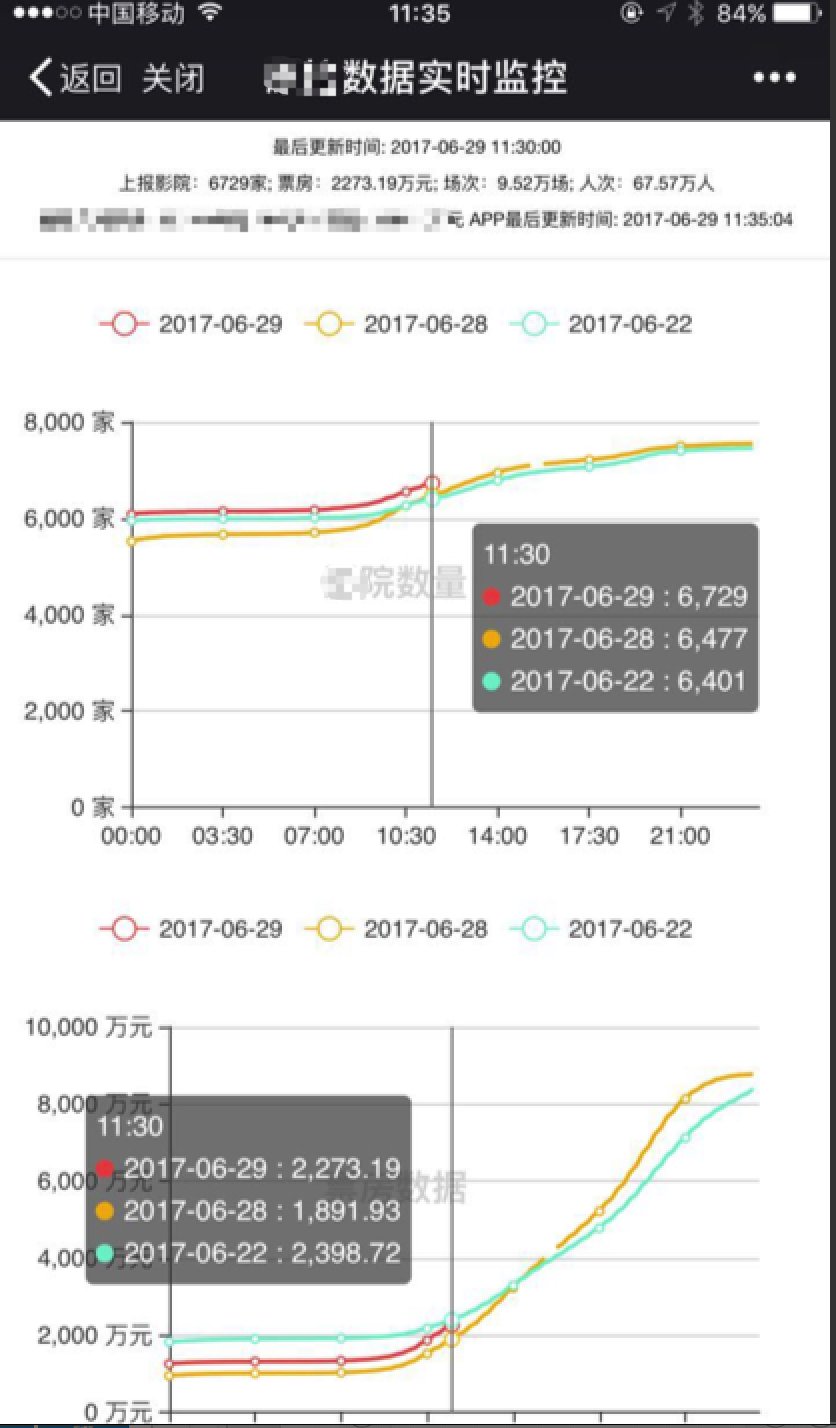 中国移动 11:35 84%
返回 关闭 数据实时监控
最后更新时间: 2017-06-29 11:30:00
上报影院：6729家; 票房：2273.19万元; 场次：9.52万场; 人次：67.57万人
元 APP最后更新时间: 2017-06-29 11:35:04
2017-06-29 2017-06-28 2017-06-22
8,000 家
6,000 家
4,000 家
2,000 家
0 家
院数量
11:30
2017-06-29 : 6,729
2017-06-28 : 6,477
2017-06-22 : 6,401
00:00 03:30 07:00 10:30 14:00 17:30 21:00
2017-06-29 2017-06-28 2017-06-22
10,000 万元
8,000 万元
6,000 万元
4,000 万元
2,000 万元
0 万元
房数据
11:30
2017-06-29 : 2,273.19
2017-06-28 : 1,891.93
2017-06-22 : 2,398.72